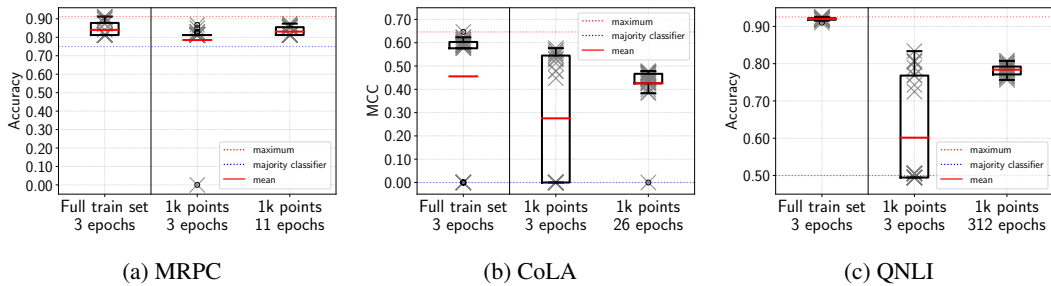 0.90
0.80
0.70
0.60
0.50
0.40
0.30
0.20
0.10
0.00
Accuracy
maximum
majority classifier
mean
Full train set
3 epochs
1k points
3 epochs
1k points
11 epochs
(a) MRPC
0.70
0.60
0.50
0.40
0.30
0.20
0.10
0.00
MCC
maximum
majority classifier
mean
Full train set
3 epochs
1k points
3 epochs
1k points
26 epochs
(b) CoLA
0.90
0.80
0.70
0.60
0.50
Accuracy
maximum
majority classifier
mean
Full train set
3 epochs
1k points
3 epochs
1k points
312 epochs
(c) QNLI